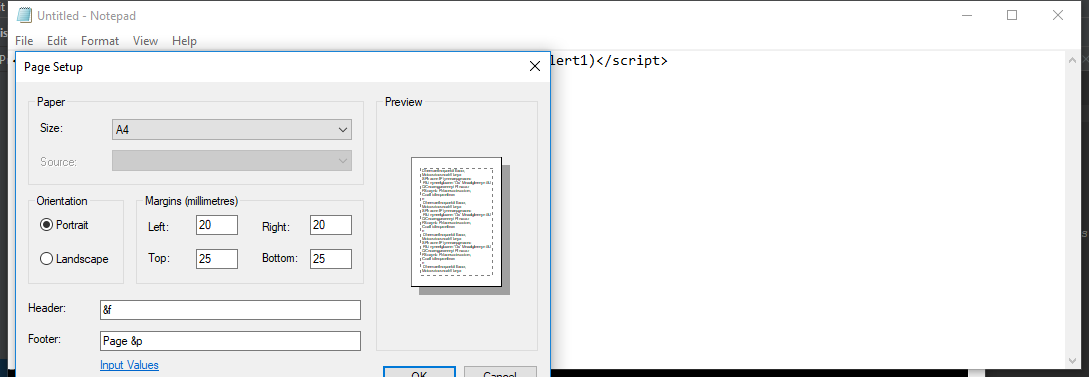 Untitled - Notepad
File Edit Format View Help
lert1)</script>
Page Setup
Paper
Size: A4
Source:
Preview
Orientation
Portrait
Landscape
Margins (millimetres)
Left: 20 Right: 20
Top: 25 Bottom: 25
Header: &f
Footer: Page &p
Input Values
OK Cancel